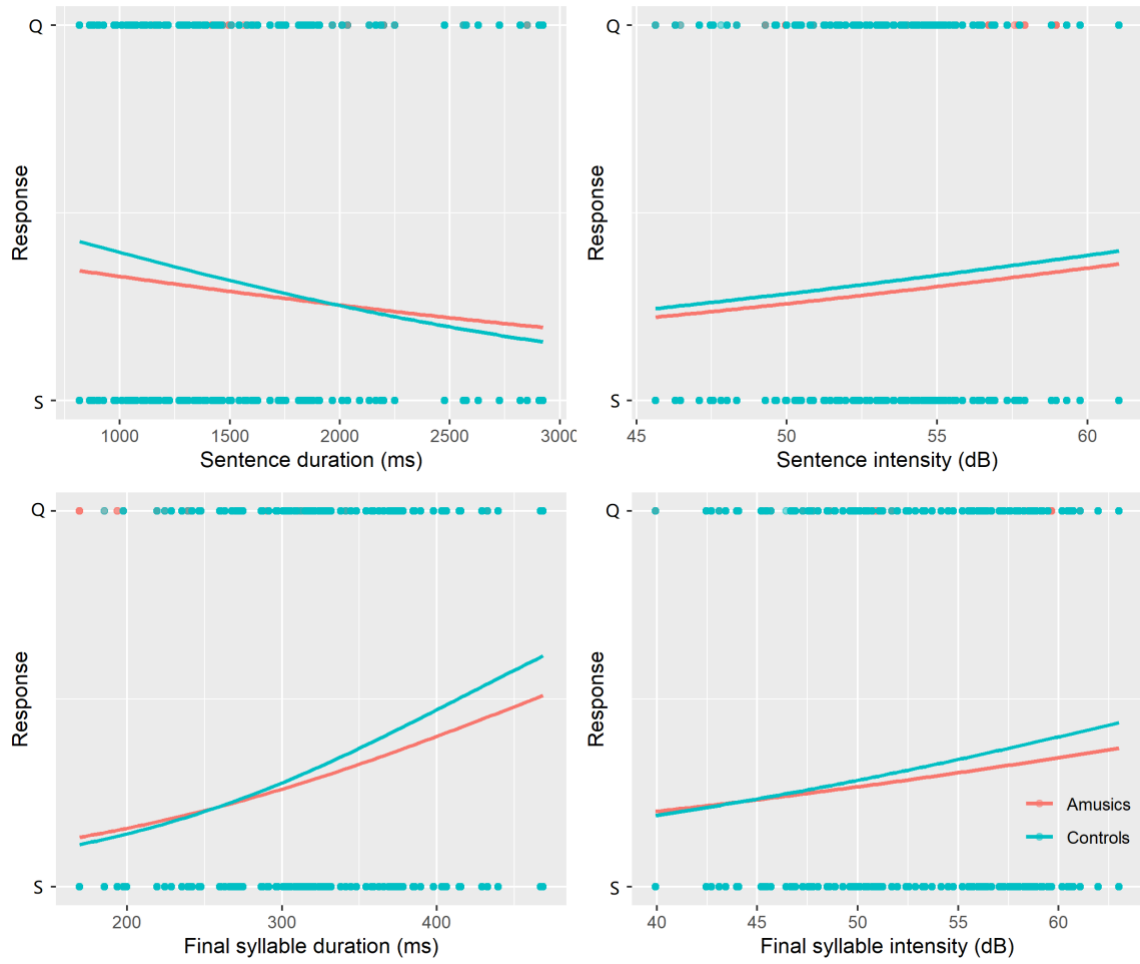 Q
Response
S
1000 1500 2000 2500 3000
Sentence duration (ms)
Q
Response
S
45 50 55 60
Sentence intensity (dB)
Q
Response
S
200 300 400
Final syllable duration (ms)
Q
Response
S
Amusics
Controls
40 45 50 55 60
Final syllable intensity (dB)